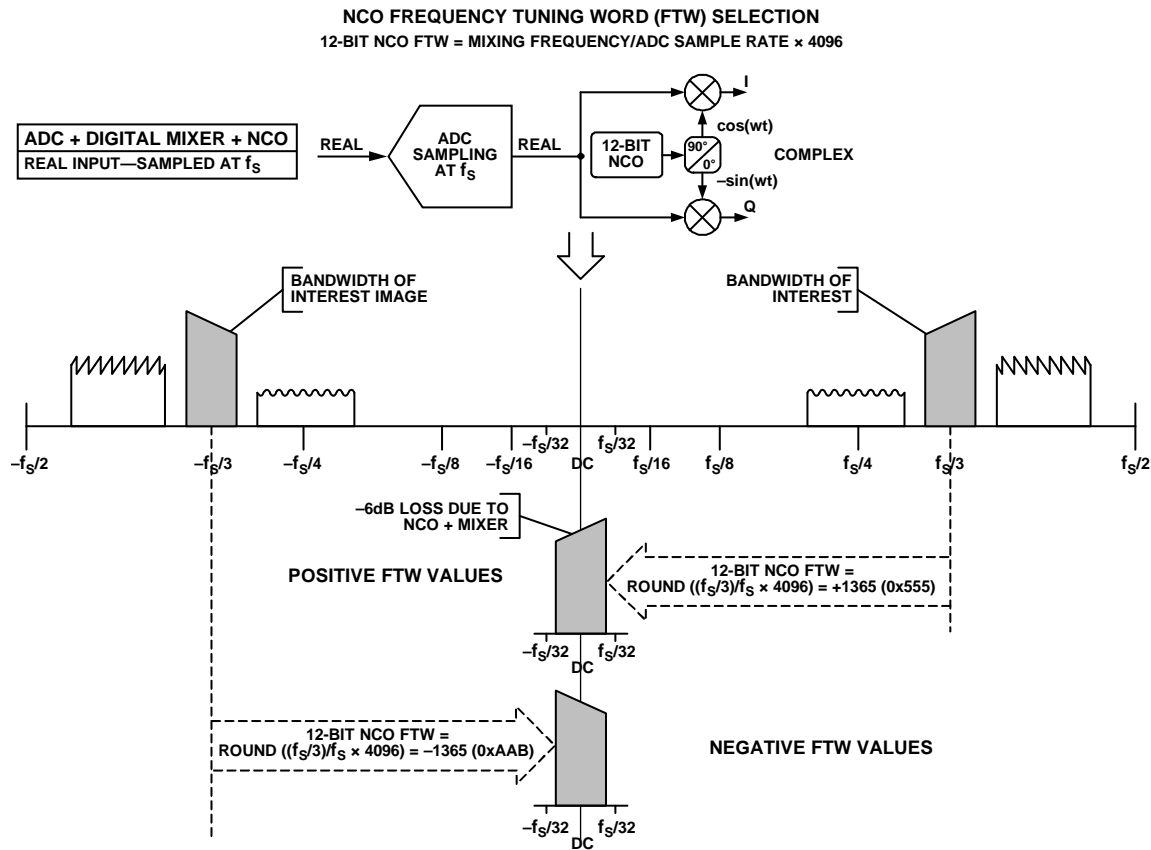 NCO FREQUENCY TUNING WORD (FTW) SELECTION
12-BIT NCO FTW = MIXING FREQUENCY/ADC SAMPLE RATE × 4096
ADC + DIGITAL MIXER + NCO
REAL INPUT—SAMPLED AT fS
REAL
ADC
SAMPLING
AT fS
REAL
12-BIT
NCO
90°
0°
cos(wt)
–sin(wt)
I
Q
COMPLEX
BANDWIDTH OF
INTEREST IMAGE
BANDWIDTH OF
INTEREST
–fS/2
–fS/3
–fS/4
–fS/8
–fS/16
–fS/32
DC
fS/32
fS/16
fS/8
fS/4
fS/3
fS/2
–6dB LOSS DUE TO
NCO + MIXER
POSITIVE FTW VALUES
12-BIT NCO FTW =
ROUND ((fS/3)/fS × 4096) = +1365 (0x555)
–fS/32
DC
fS/32
12-BIT NCO FTW =
ROUND ((fS/3)/fS × 4096) = –1365 (0xAAB)
NEGATIVE FTW VALUES
–fS/32
DC
fS/32